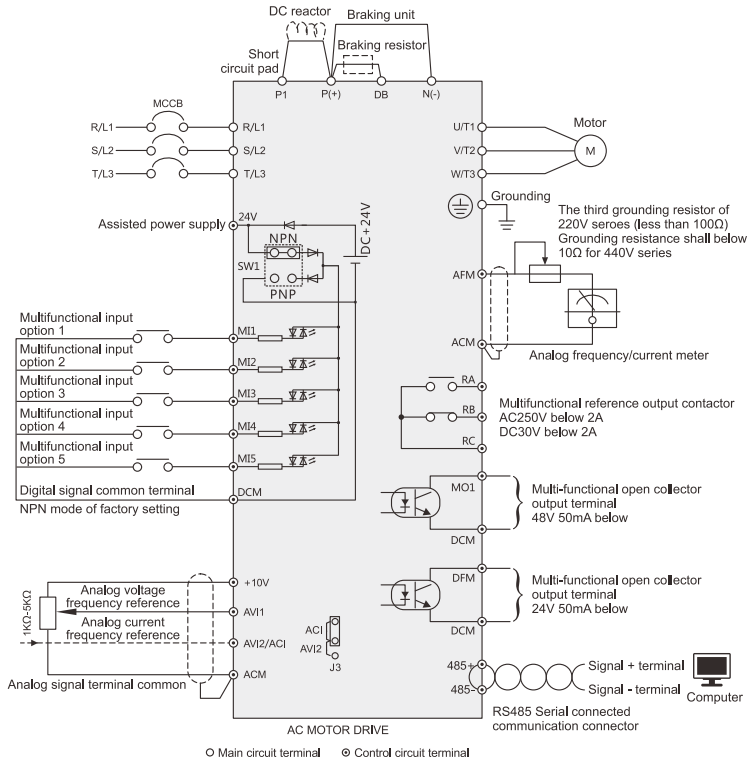 DC reactor
Braking unit
Braking resistor
Short
circuit pad
P1
P(+)
DB
N(-)
MCCB
R/L1
R/L1
S/L2
S/L2
T/L3
T/L3
U/T1
V/T2
W/T3
Motor
M
Grounding
The third grounding resistor of
220V seroes (less than 100Ω)
Grounding resistance shall below
10Ω for 440V series
Assisted power supply
24V
DC+24V
NPN
SW1
PNP
AFM
ACM
Analog frequency/current meter
Multifunctional input
option 1
MI1
Multifunctional input
option 2
MI2
Multifunctional input
option 3
MI3
Multifunctional input
option 4
MI4
Multifunctional input
option 5
MI5
Digital signal common terminal
DCM
NPN mode of factory setting
RA
RB
RC
Multifunctional reference output contactor
AC250V below 2A
DC30V below 2A
MO1
DCM
Multi-functional open collector
output terminal
48V 50mA below
DFM
DCM
Multi-functional open collector
output terminal
24V 50mA below
1KΩ-5KΩ
+10V
Analog voltage
frequency reference
AVI1
Analog current
frequency reference
AVI2/ACI
ACM
Analog signal terminal common
ACI
AVI2
J3
485+
485-
Signal + terminal
Signal - terminal
Computer
RS485 Serial connected
communication connector
AC MOTOR DRIVE
Main circuit terminal
Control circuit terminal